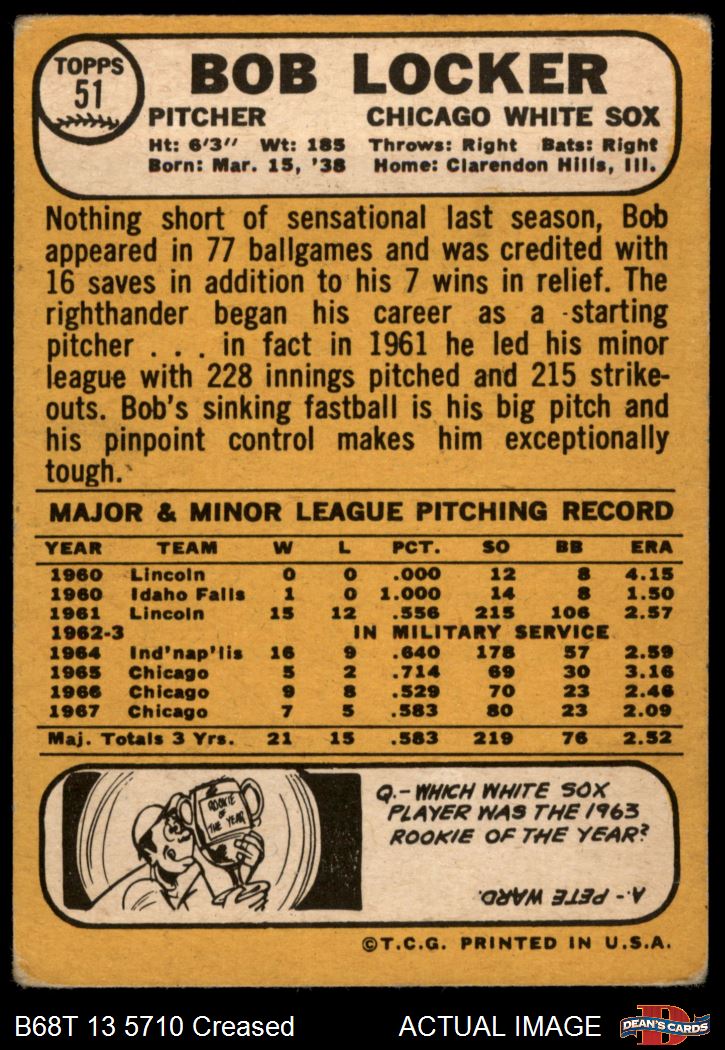 TOPPS
51
BOB LOCKER
PITCHER CHICAGO WHITE SOX
Ht: 6'3" Wt: 185 Throws: Right Bats: Right
Born: Mar. 15, '38 Home: Clarendon Hills, Ill.
Nothing short of sensational last season, Bob
appeared in 77 ballgames and was credited with
16 saves in addition to his 7 wins in relief. The
righthander began his career as a starting
pitcher . . . in fact in 1961 he led his minor
league with 228 innings pitched and 215 strike-
outs. Bob's sinking fastball is his big pitch and
his pinpoint control makes him exceptionally
tough.
MAJOR & MINOR LEAGUE PITCHING RECORD
YEAR TEAM W L PCT. SO BB ERA
1960 Lincoln 0 0 .000 12 8 4.15
1960 Idaho Falls 1 0 1.000 14 8 1.50
1961 Lincoln 15 12 .556 215 106 2.57
1962-3 IN MILITARY SERVICE
1964 Ind'nap'lis 16 9 .640 178 57 2.59
1965 Chicago 5 2 .714 69 30 3.16
1966 Chicago 9 8 .529 70 23 2.46
1967 Chicago 7 5 .583 80 23 2.09
Maj. Totals 3 Yrs. 21 15 .583 219 76 2.52
ROOKIE
OF
THE YEAR
Q.-WHICH WHITE SOX
PLAYER WAS THE 1963
ROOKIE OF THE YEAR?
A.- PETE WARD.
©T.C.G. PRINTED IN U.S.A.
B68T 13 5710 Creased ACTUAL IMAGE
D
DEAN'S CARDS